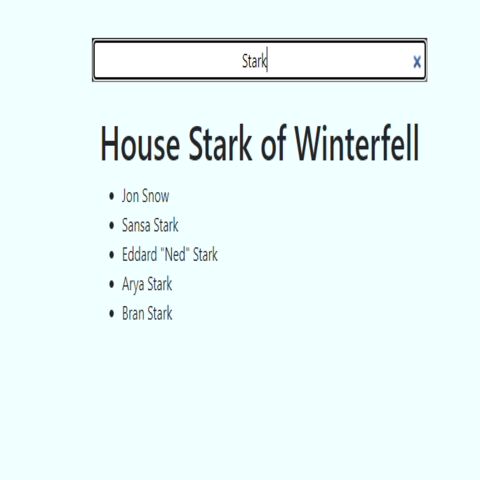 Stark
House Stark of Winterfell
Jon Snow
Sansa Stark
Eddard "Ned" Stark
Arya Stark
Bran Stark